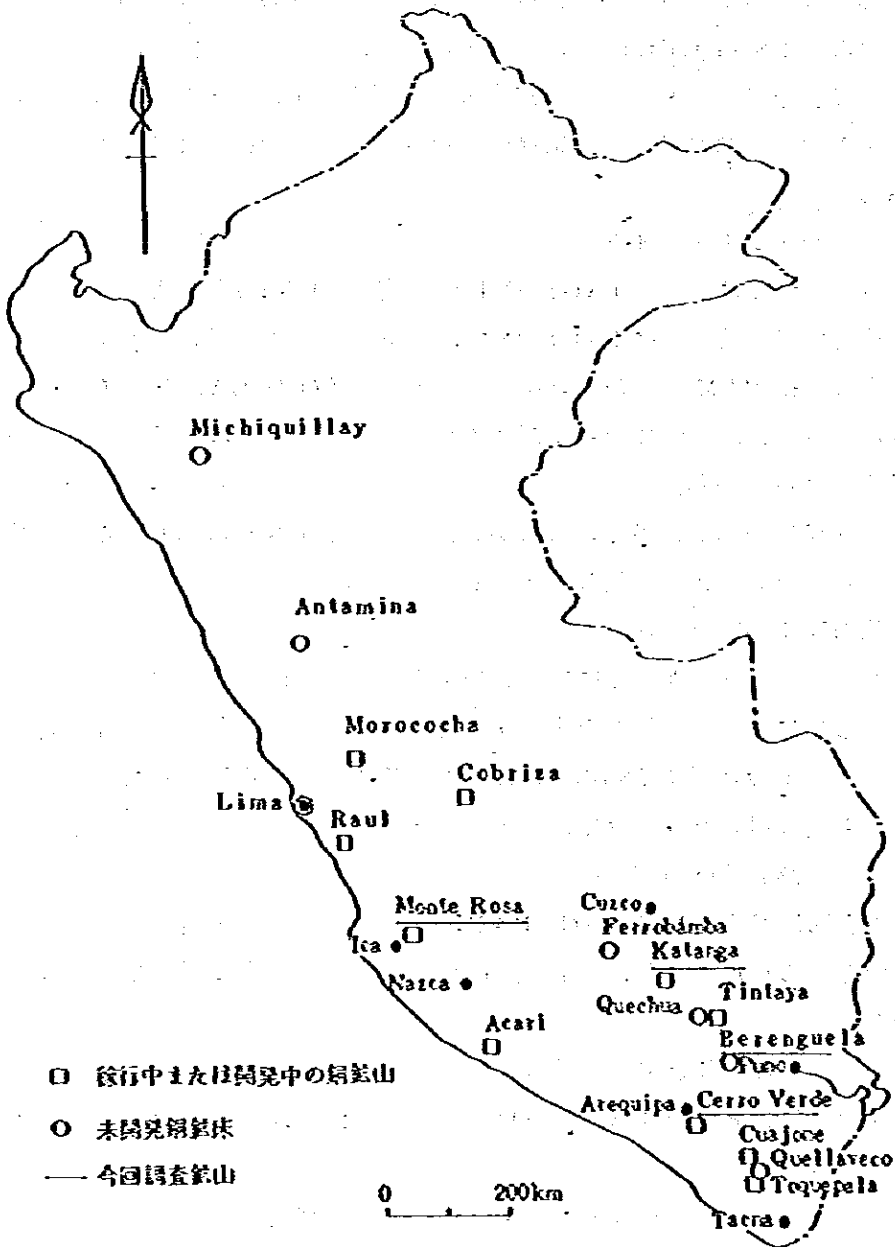 Michiquillay
Antamina
Morococha
Cobriza
Lima
Raul
Monte Rosa
Cuzco
Ferrobamba
Ica
Katanga
Nazca
Tintaya
Quechua
Acari
Berenguela
Puno
Arequipa
Cerro Verde
Cuajone
Quellaveco
Toquepala
Tacna
稼行中または開発中の銅鉱山
未開発銅鉱床
今回調査鉱山
0 200km